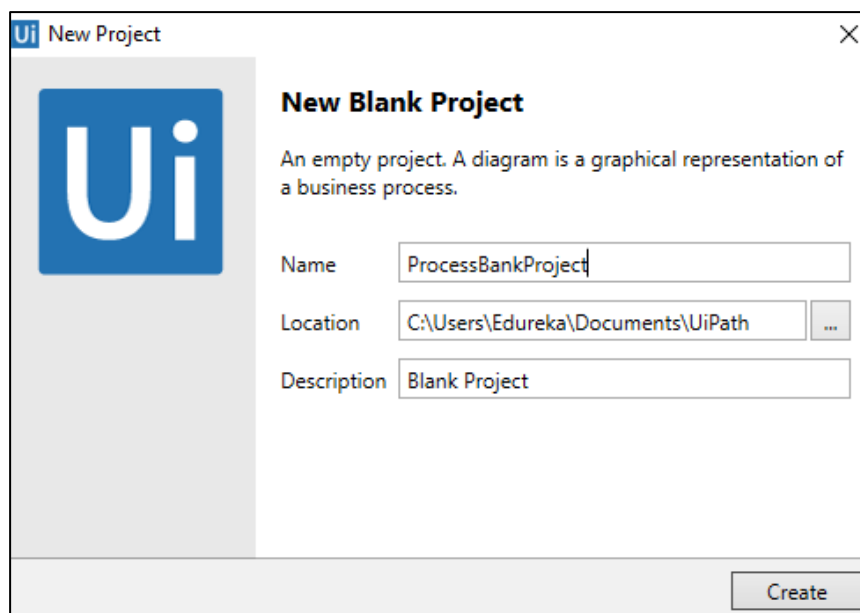 Ui New Project
Ui
New Blank Project
An empty project. A diagram is a graphical representation of
a business process.
Name ProcessBankProject
Location C:\Users\Edureka\Documents\UiPath ...
Description Blank Project
Create